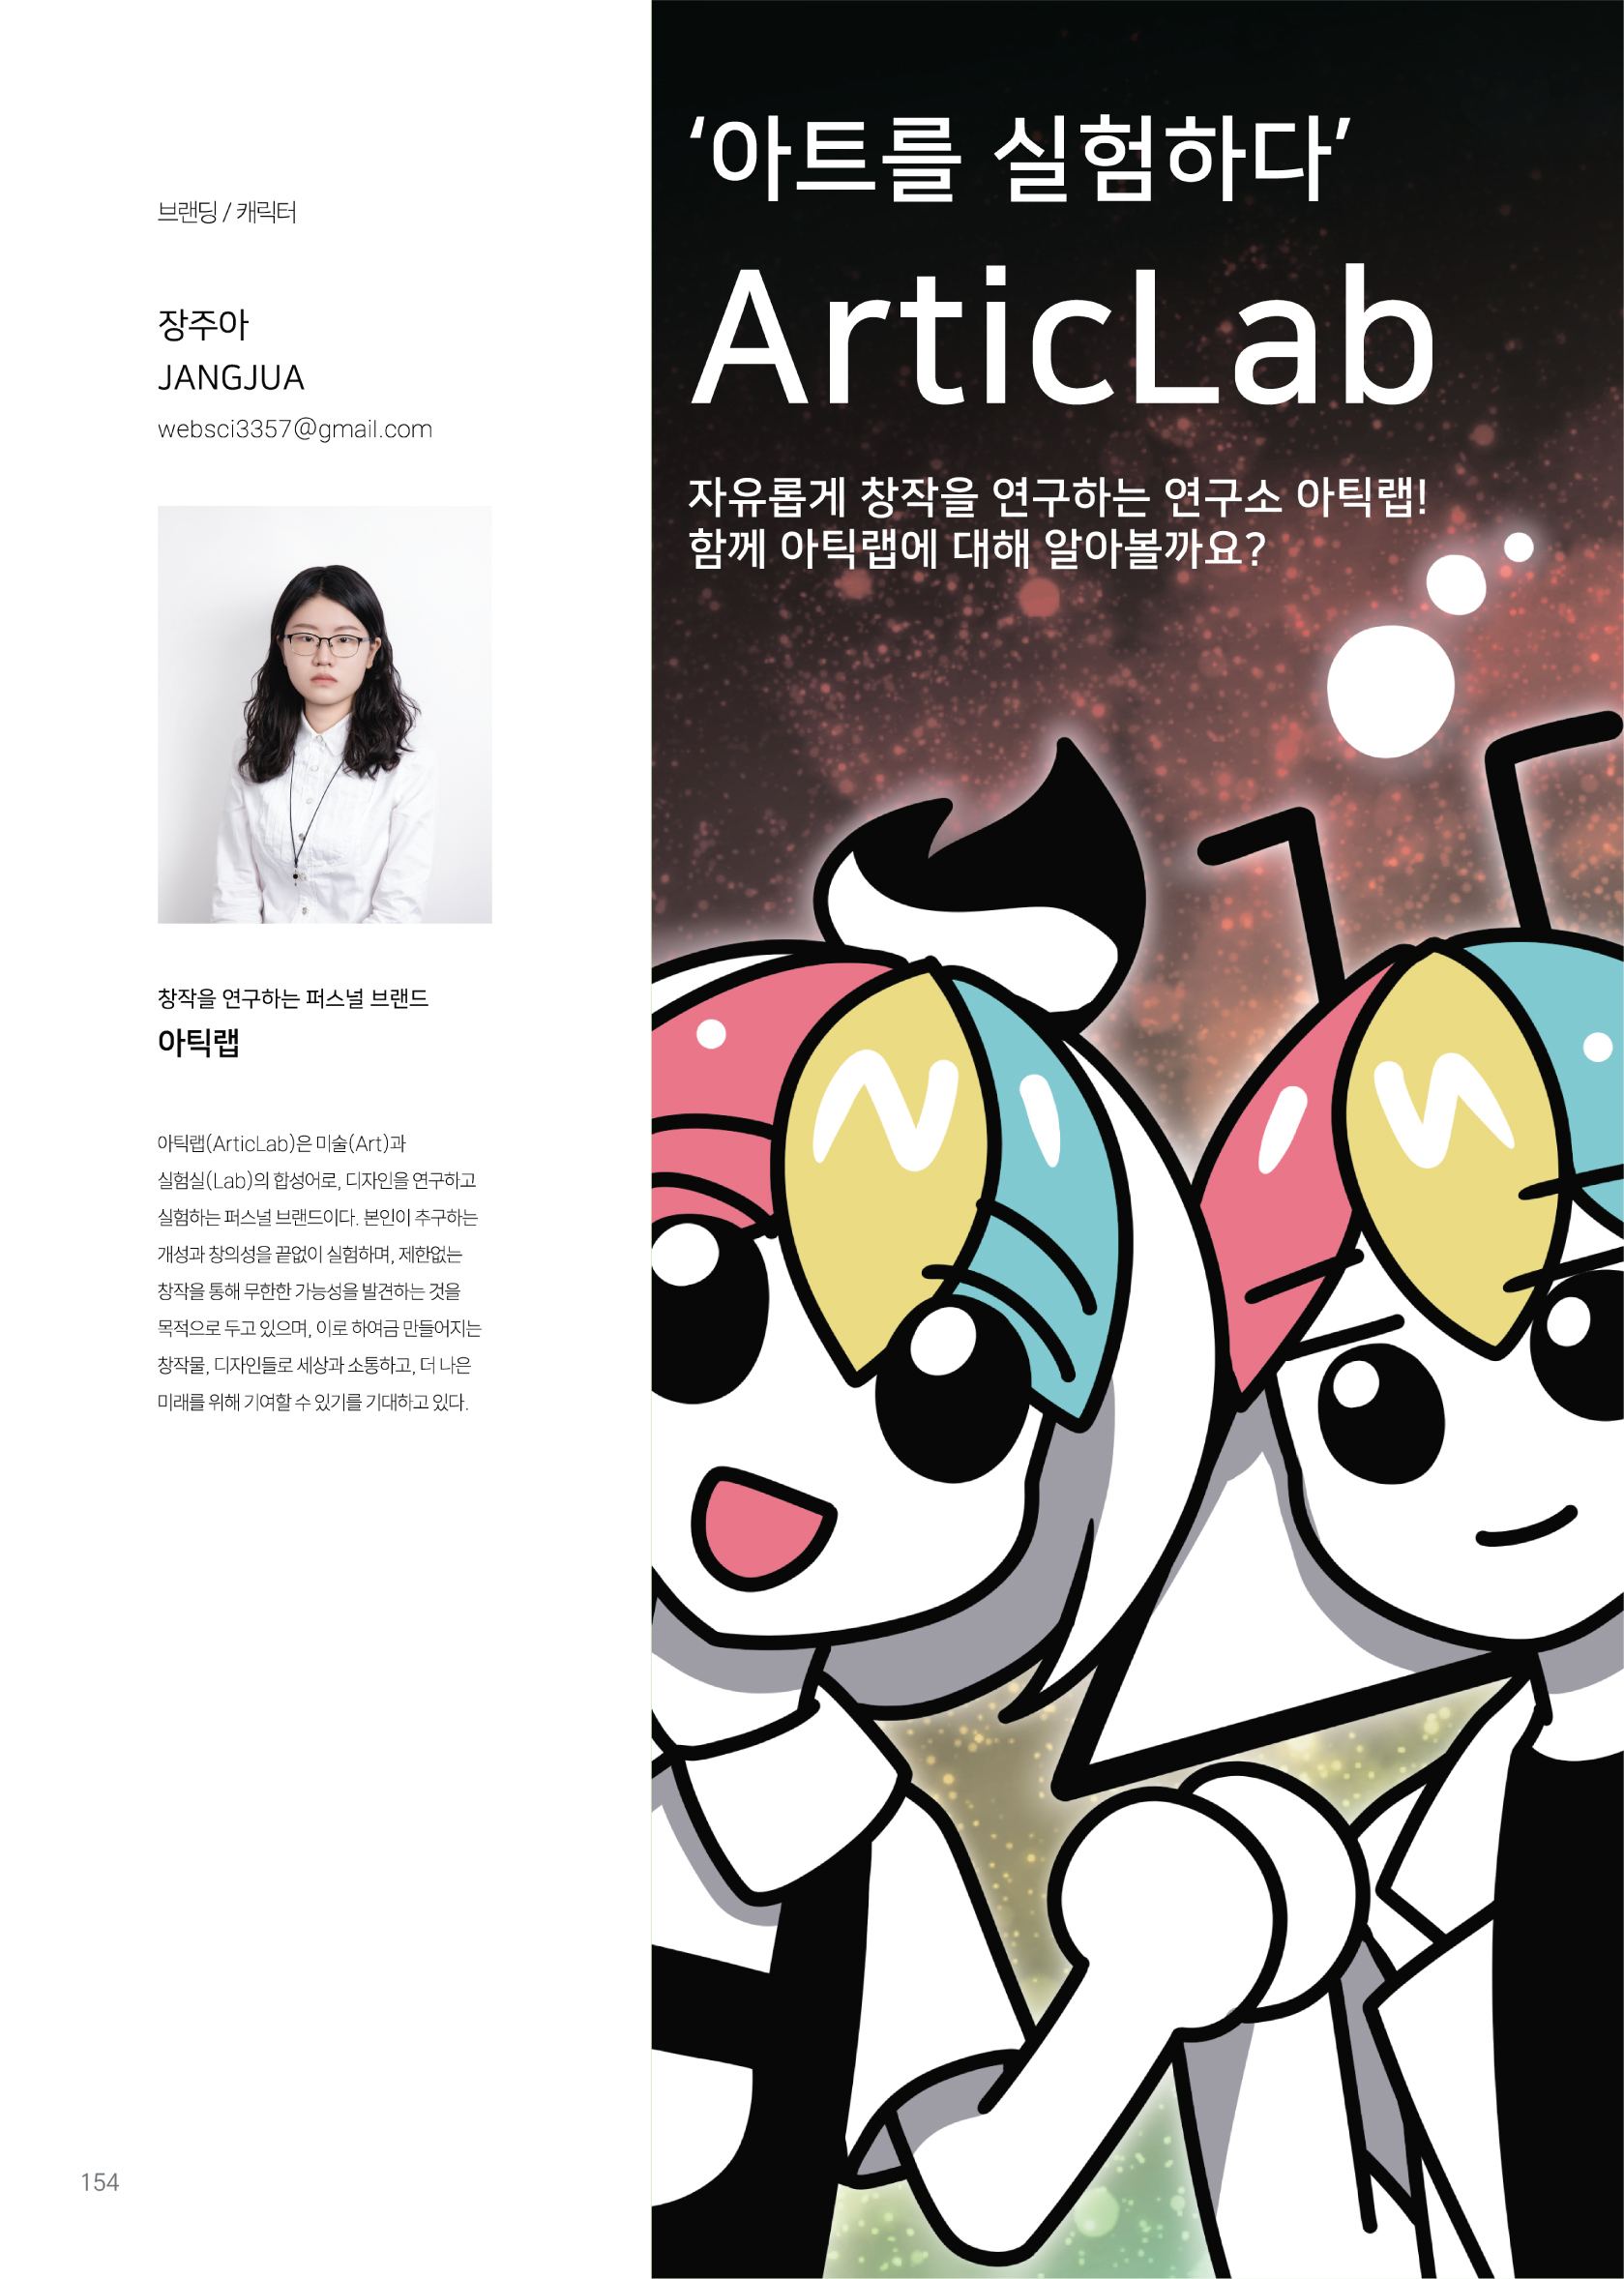 브랜딩 / 캐릭터
장주아
JANGJUA
websci3357@gmail.com
창작을 연구하는 퍼스널 브랜드
아틱랩
아틱랩(ArticLab)은 미술(Art)과
실험실(Lab)의 합성어로, 디자인을 연구하고
실험하는 퍼스널 브랜드이다. 본인이 추구하는
개성과 창의성을 끝없이 실험하며, 제한없는
창작을 통해 무한한 가능성을 발견하는 것을
목적으로 두고 있으며, 이로 하여금 만들어지는
창작물, 디자인들로 세상과 소통하고, 더 나은
미래를 위해 기여할 수 있기를 기대하고 있다.
154
‘아트를 실험하다’
ArticLab
자유롭게 창작을 연구하는 연구소 아틱랩!
함께 아틱랩에 대해 알아볼까요?